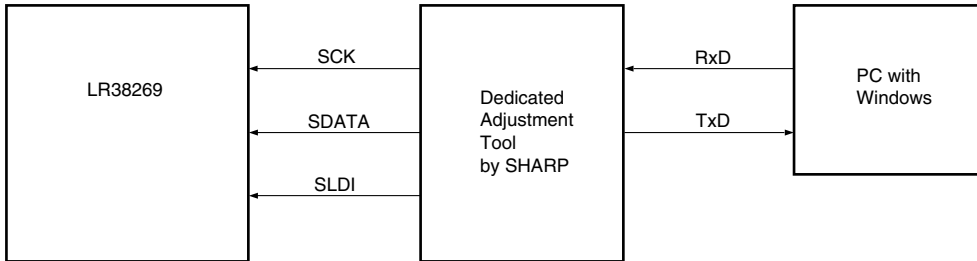 LR38269
SCK
SDATA
SLDI
Dedicated
Adjustment
Tool
by SHARP
RxD
TxD
PC with
Windows